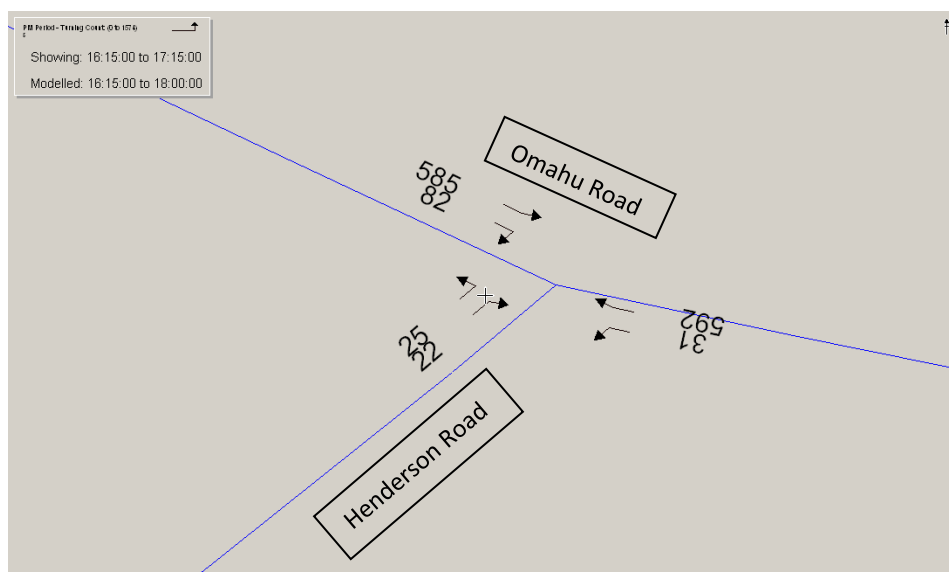 PM Period - Turning Count: (0 to 1574)
Showing: 16:15:00 to 17:15:00
Modelled: 16:15:00 to 18:00:00
Omahu Road
585
82
592
31
25
22
Henderson Road